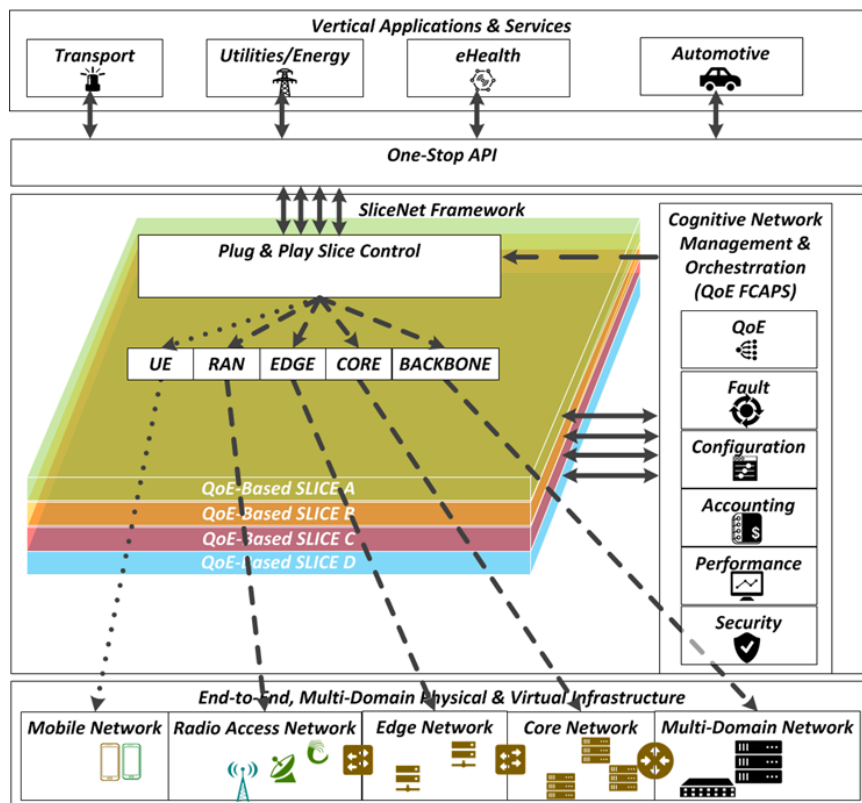 Vertical Applications & Services
Transport
Utilities/Energy
eHealth
Automotive
One-Stop API
SliceNet Framework
Plug & Play Slice Control
UE
RAN
EDGE
CORE
BACKBONE
QoE-Based SLICE A
QoE-Based SLICE B
QoE-Based SLICE C
QoE-Based SLICE D
Cognitive Network
Management &
Orchestrration
(QoE FCAPS)
QoE
Fault
Configuration
Accounting
$
Performance
Security
End-to-End, Multi-Domain Physical & Virtual Infrastructure
Mobile Network
Radio Access Network
Edge Network
Core Network
Multi-Domain Network